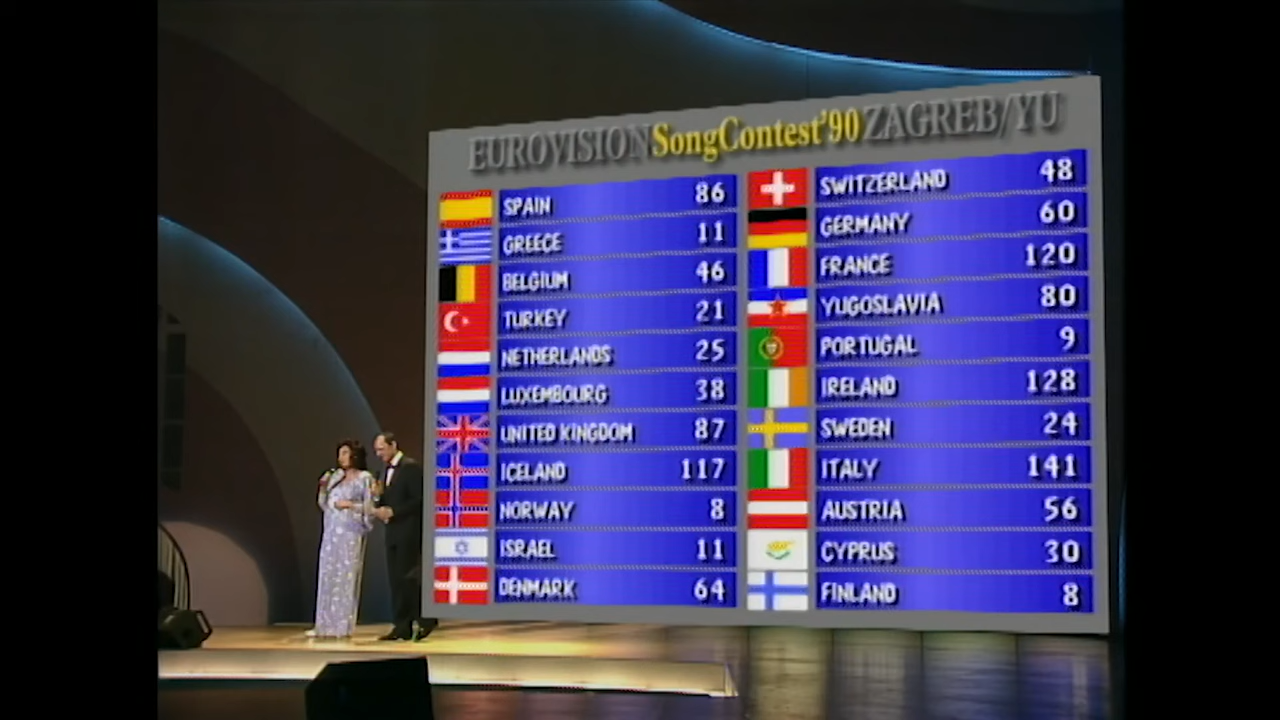 EUROVISION SongContest'90 ZAGREB/YU
SPAIN 86
GREECE 11
BELGIUM 46
TURKEY 21
NETHERLANDS 25
LUXEMBOURG 38
UNITED KINGDOM 87
ICELAND 117
NORWAY 8
ISRAEL 11
DENMARK 64
SWITZERLAND 48
GERMANY 60
FRANCE 120
YUGOSLAVIA 80
PORTUGAL 9
IRELAND 128
SWEDEN 24
ITALY 141
AUSTRIA 56
CYPRUS 30
FINLAND 8